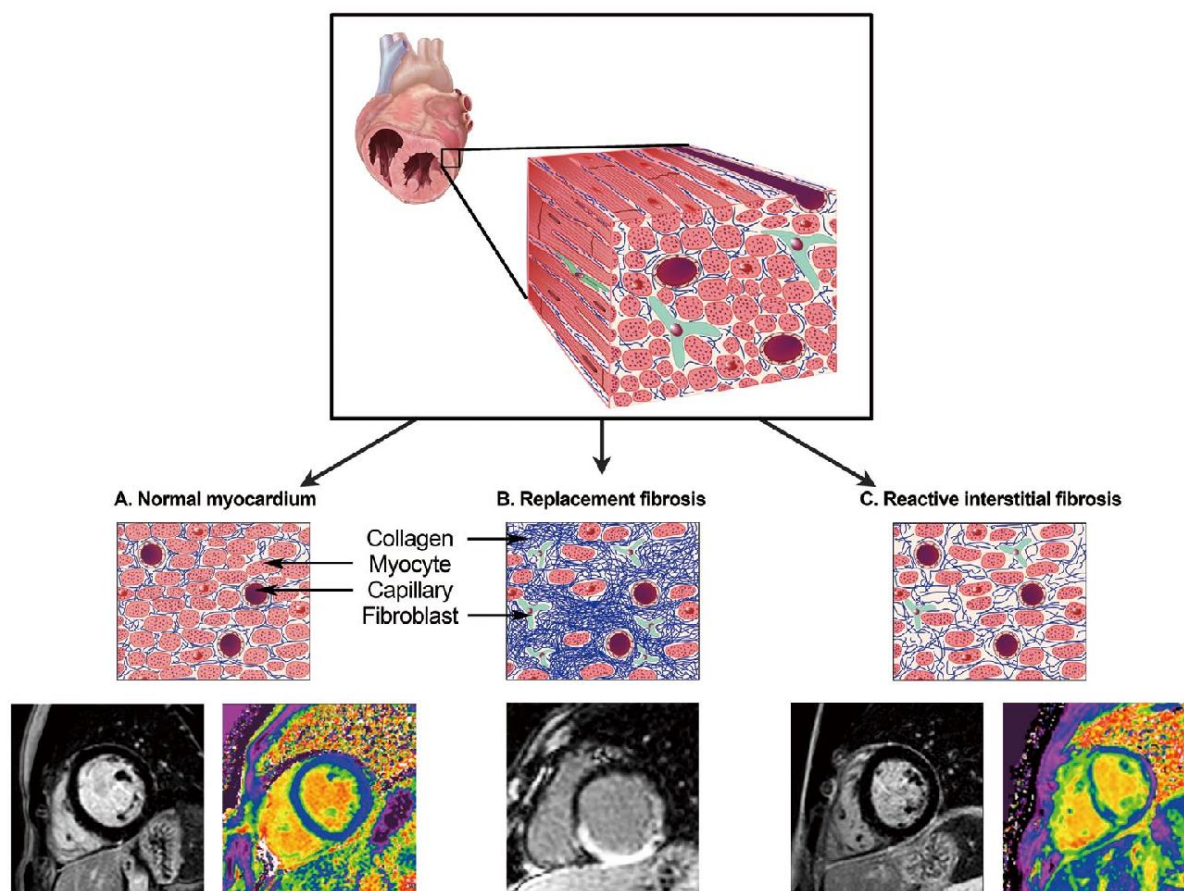 A. Normal myocardium
B. Replacement fibrosis
C. Reactive interstitial fibrosis
Collagen
Myocyte
Capillary
Fibroblast